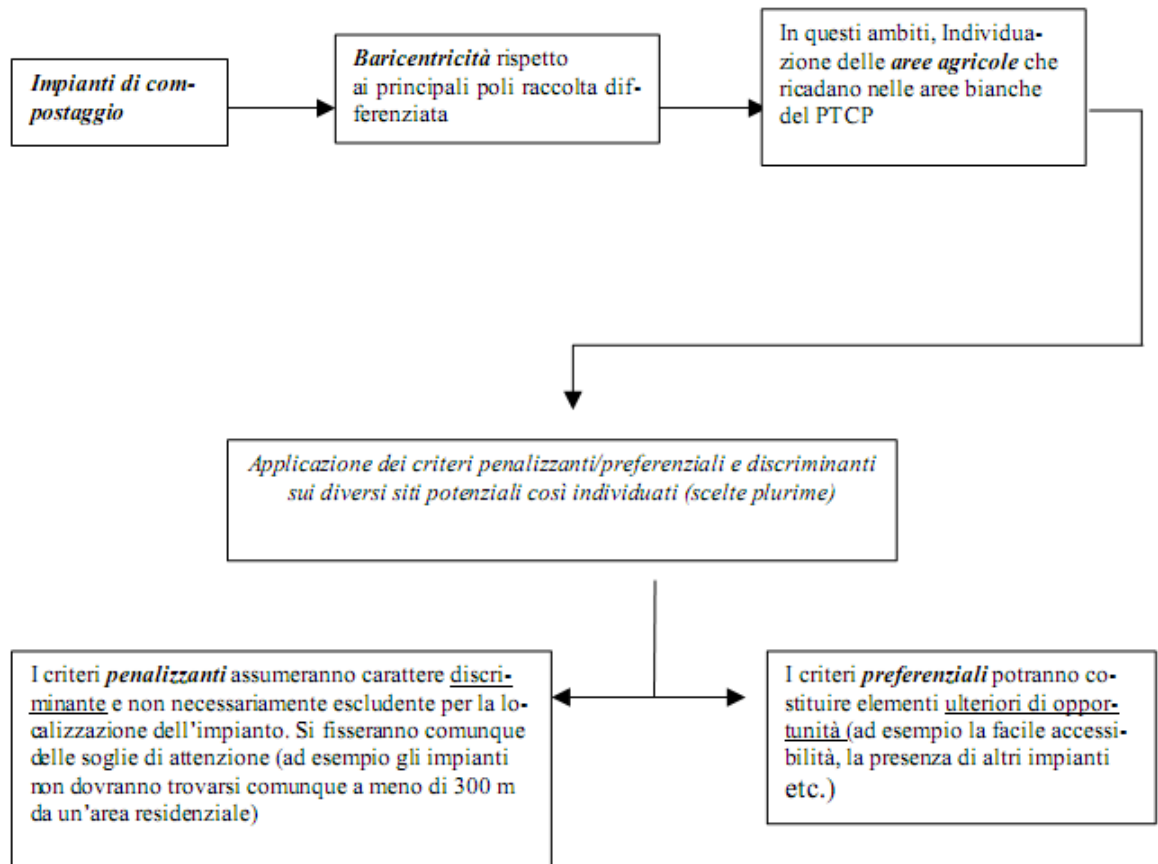 Impianti di com-
postaggio
Baricentricità rispetto
ai principali poli raccolta dif-
ferenziata
In questi ambiti, Individua-
zione delle aree agricole che
ricadano nelle aree bianche
del PTCP
Applicazione dei criteri penalizzanti/preferenziali e discriminanti
sui diversi siti potenziali così individuati (scelte plurime)
I criteri penalizzanti assumeranno carattere discri-
minante e non necessariamente escludente per la lo-
calizzazione dell'impianto. Si fisseranno comunque
delle soglie di attenzione (ad esempio gli impianti
non dovranno trovarsi comunque a meno di 300 m
da un'area residenziale)
I criteri preferenziali potranno co-
stituire elementi ulteriori di oppor-
tunità (ad esempio la facile accessi-
bilità, la presenza di altri impianti
etc.)